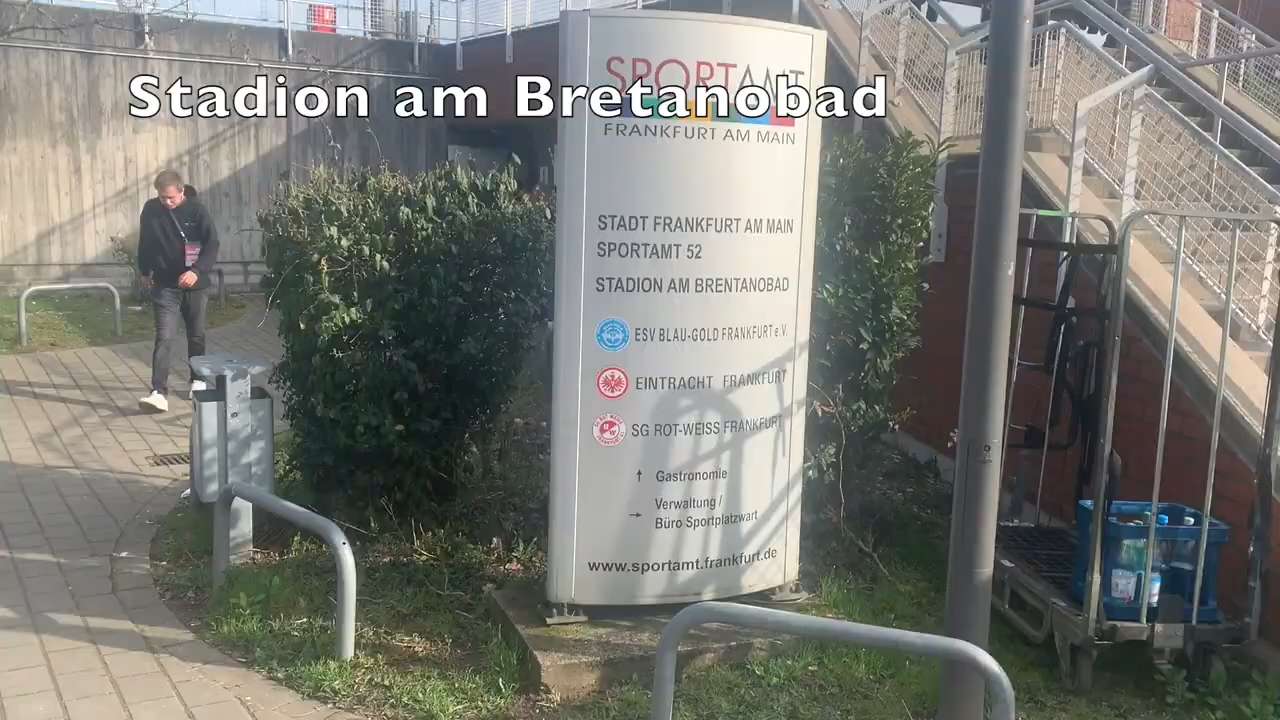 Stadion am Bretanobad
SPORTAMT
FRANKFURT AM MAIN
STADT FRANKFURT AM MAIN
SPORTAMT 52
STADION AM BRENTANOBAD
ESV BLAU-GOLD FRANKFURT e.V.
EINTRACHT FRANKFURT
SG ROT-WEISS FRANKFURT
↑ Gastronomie
→ Verwaltung /
Büro Sportplatzwart
www.sportamt.frankfurt.de